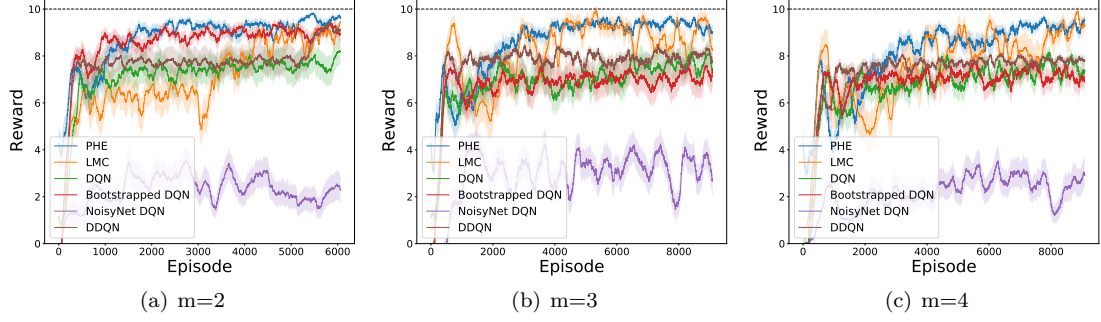 10
8
6
4
2
0
Reward
PHE
LMC
DQN
Bootstrapped DQN
NoisyNet DQN
DDQN
0 1000 2000 3000 4000 5000 6000
Episode
(a) m=2
10
8
6
4
2
0
Reward
PHE
LMC
DQN
Bootstrapped DQN
NoisyNet DQN
DDQN
0 2000 4000 6000 8000
Episode
(b) m=3
10
8
6
4
2
0
Reward
PHE
LMC
DQN
Bootstrapped DQN
NoisyNet DQN
DDQN
0 2000 4000 6000 8000
Episode
(c) m=4